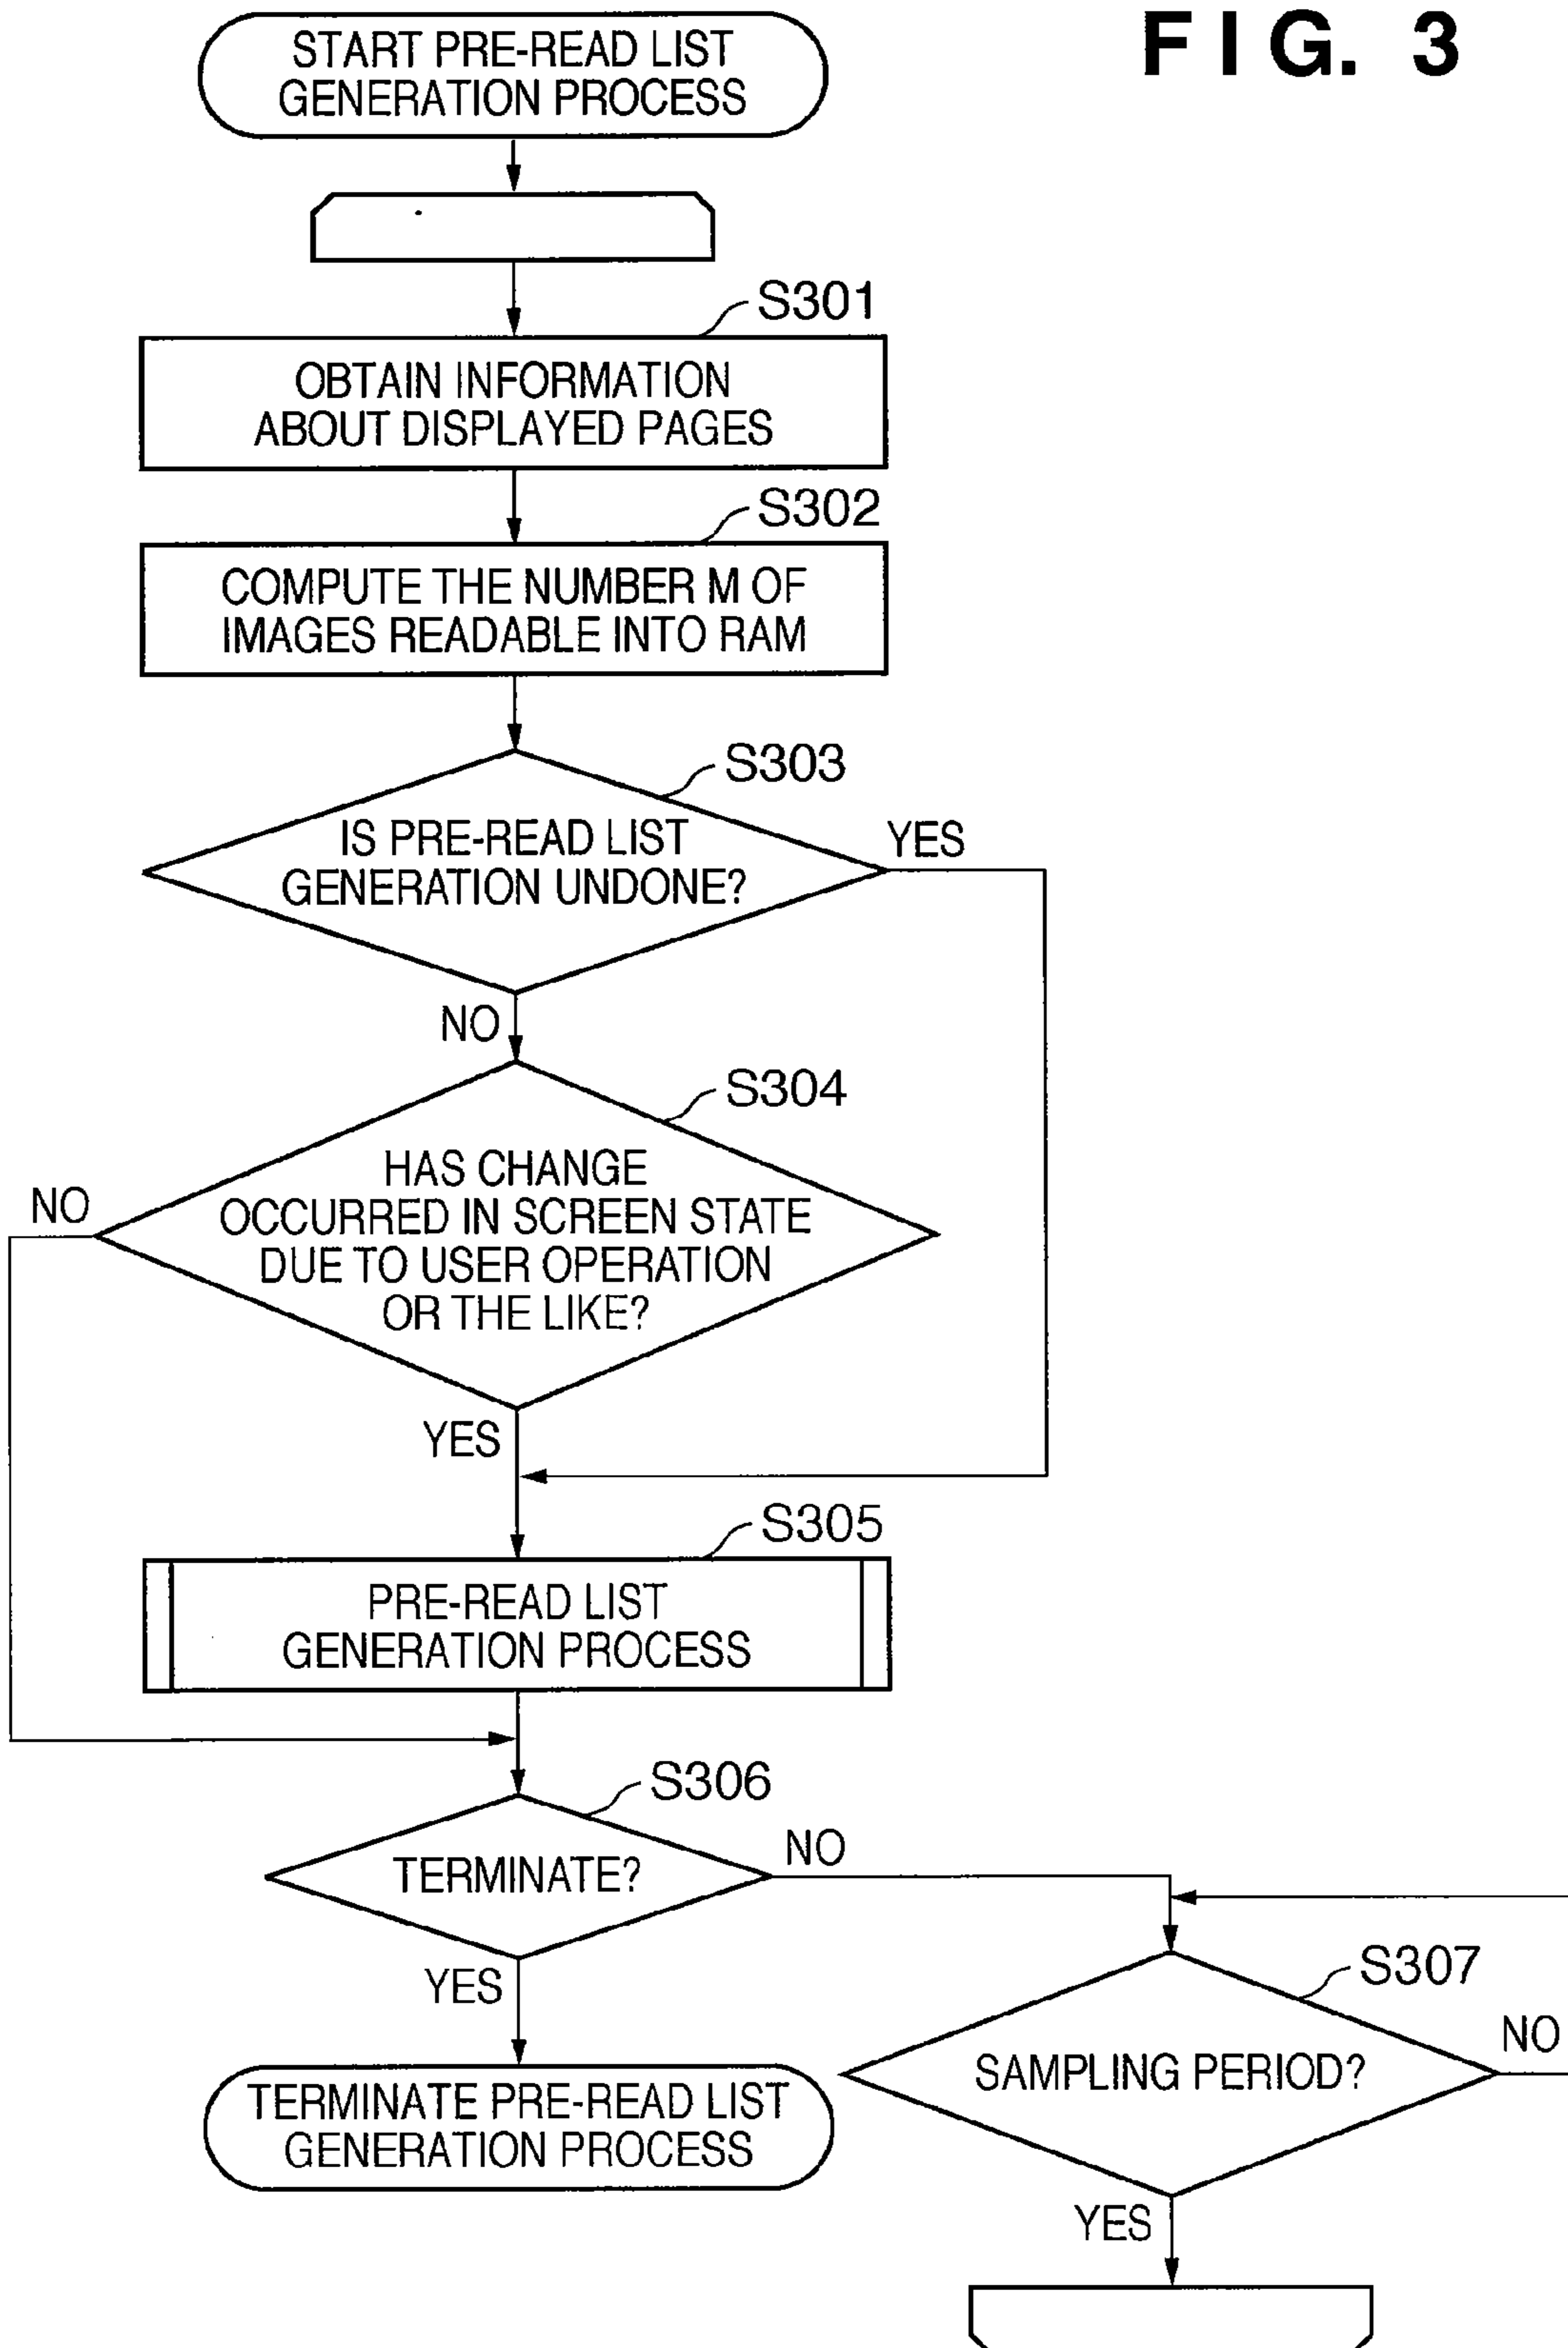 FIG. 3
START PRE-READ LIST
GENERATION PROCESS
S301
OBTAIN INFORMATION
ABOUT DISPLAYED PAGES
S302
COMPUTE THE NUMBER M OF
IMAGES READABLE INTO RAM
S303
IS PRE-READ LIST
GENERATION UNDONE?
YES
NO
S304
HAS CHANGE
OCCURRED IN SCREEN STATE
DUE TO USER OPERATION
OR THE LIKE?
NO
YES
S305
PRE-READ LIST
GENERATION PROCESS
S306
TERMINATE?
NO
YES
TERMINATE PRE-READ LIST
GENERATION PROCESS
S307
SAMPLING PERIOD?
NO
YES